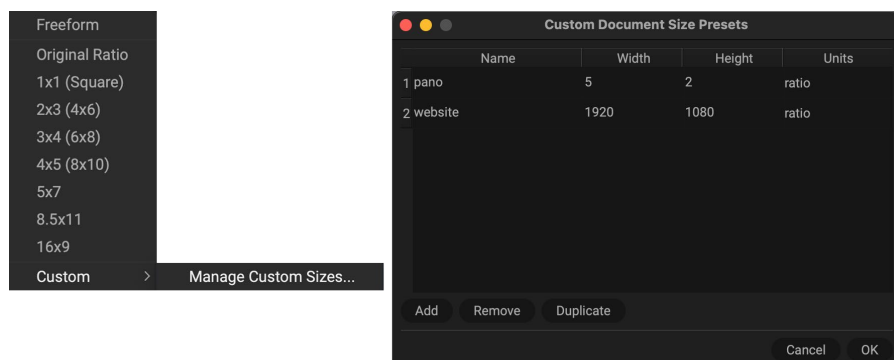 Freeform
Original Ratio
1x1 (Square)
2x3 (4x6)
3x4 (6x8)
4x5 (8x10)
5x7
8.5x11
16x9
Custom >
Manage Custom Sizes...
Custom Document Size Presets
Name Width Height Units
1 pano 5 2 ratio
2 website 1920 1080 ratio
Add Remove Duplicate
Cancel OK